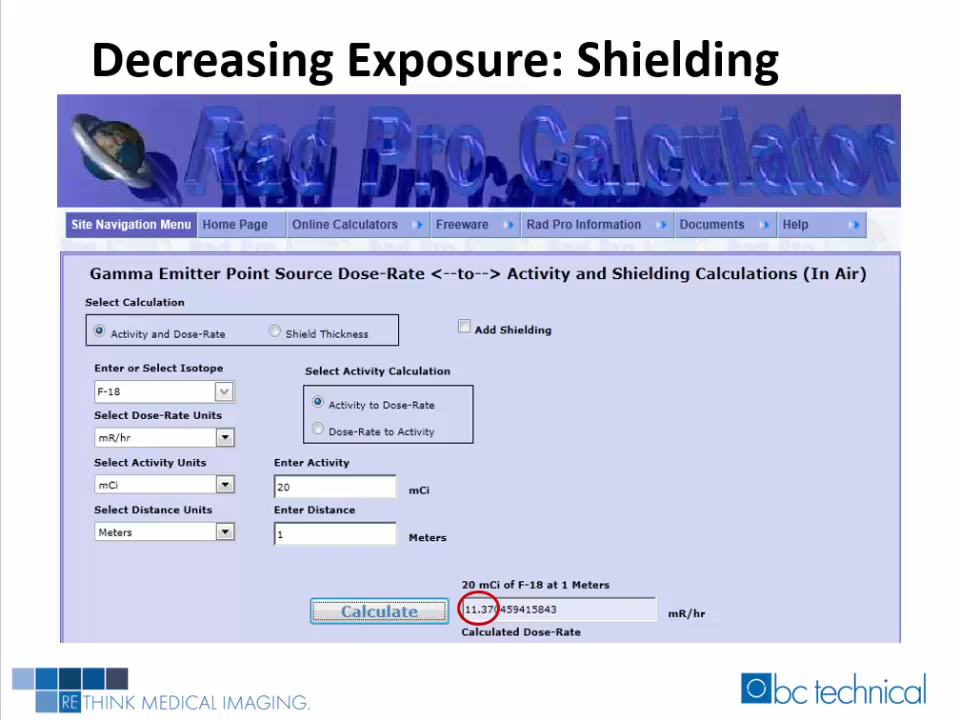 Decreasing Exposure: Shielding
Rad Pro Calculator
Site Navigation Menu Home Page Online Calculators Freeware Rad Pro Information Documents Help
Gamma Emitter Point Source Dose-Rate <--to--> Activity and Shielding Calculations (In Air)
Select Calculation
Activity and Dose-Rate Shield Thickness Add Shielding
Enter or Select Isotope Select Activity Calculation
F-18 Activity to Dose-Rate
Select Dose-Rate Units
mR/hr Dose-Rate to Activity
Select Activity Units Enter Activity
mCi 20 mCi
Select Distance Units Enter Distance
Meters 1 Meters
20 mCi of F-18 at 1 Meters
Calculate 11.370459415843 mR/hr
Calculated Dose-Rate
RETHINK MEDICAL IMAGING.
bc technical